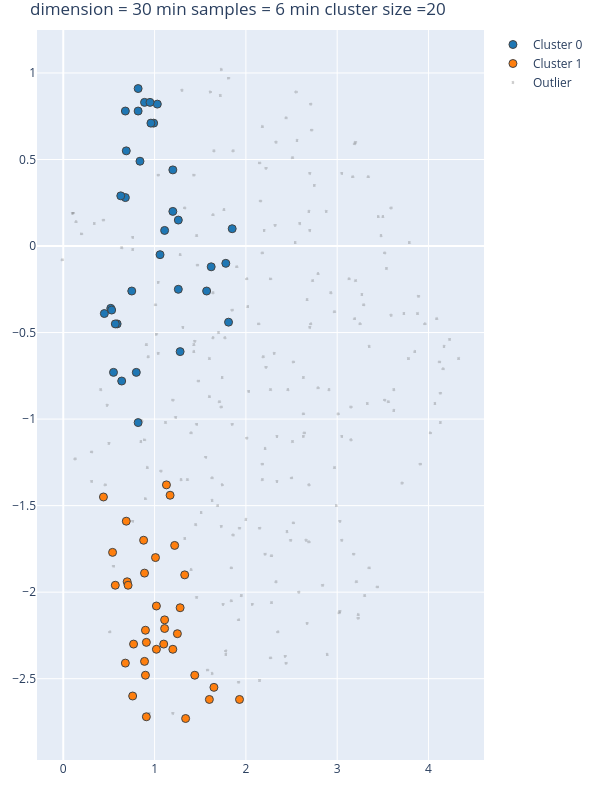 dimension = 30 min samples = 6 min cluster size =20
Cluster 0
Cluster 1
Outlier
1
0.5
0
−0.5
−1
−1.5
−2
−2.5
0 1 2 3 4